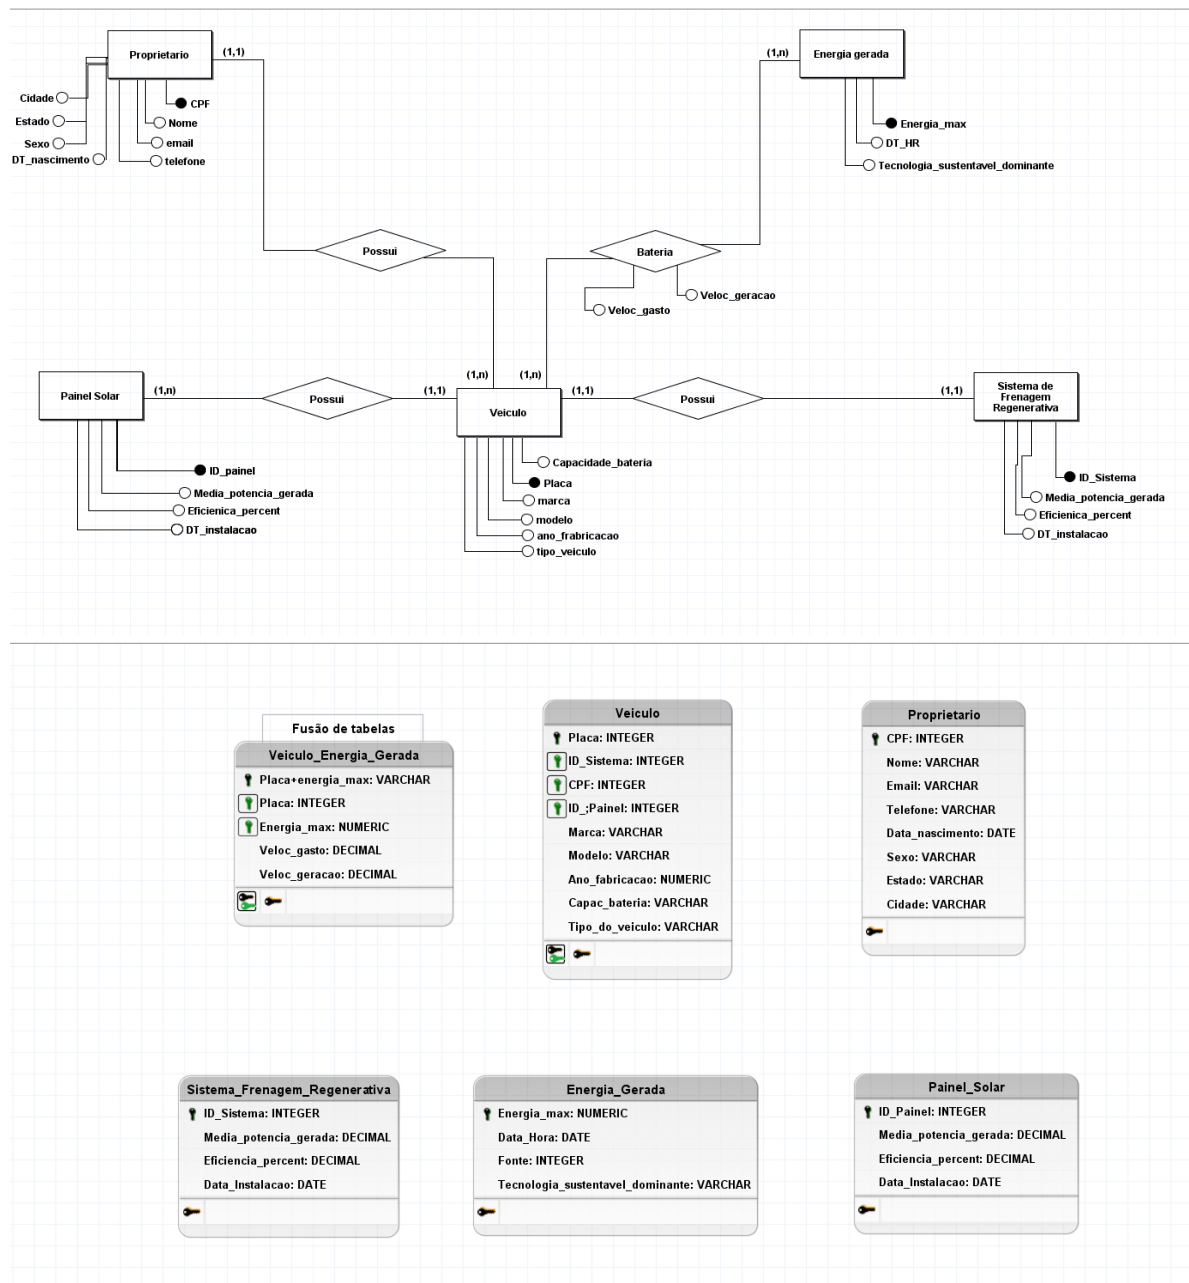 Proprietario
(1,1)
Cidade
Estado
Sexo
DT_nascimento
CPF
Nome
email
telefone
(1,n)
Energia gerada
Energia_max
DT_HR
Tecnologia_sustentavel_dominante
Possui
Bateria
Veloc_geracao
Veloc_gasto
Painel Solar
(1,n)
Possui
(1,1)
(1,n)
(1,n)
Veiculo
(1,1)
Possui
(1,1)
Sistema de
Frenagem
Regenerativa
ID_painel
Media_potencia_gerada
Eficienica_percent
DT_instalacao
Capacidade_bateria
Placa
marca
modelo
ano_frabricacao
tipo_veiculo
ID_Sistema
Media_potencia_gerada
Eficienica_percent
DT_instalacao
Fusão de tabelas
Veiculo_Energia_Gerada
Placa+energia_max: VARCHAR
Placa: INTEGER
Energia_max: NUMERIC
Veloc_gasto: DECIMAL
Veloc_geracao: DECIMAL
Veiculo
Placa: INTEGER
ID_Sistema: INTEGER
CPF: INTEGER
ID_;Painel: INTEGER
Marca: VARCHAR
Modelo: VARCHAR
Ano_fabricacao: NUMERIC
Capac_bateria: VARCHAR
Tipo_do_veiculo: VARCHAR
Proprietario
CPF: INTEGER
Nome: VARCHAR
Email: VARCHAR
Telefone: VARCHAR
Data_nascimento: DATE
Sexo: VARCHAR
Estado: VARCHAR
Cidade: VARCHAR
Sistema_Frenagem_Regenerativa
ID_Sistema: INTEGER
Media_potencia_gerada: DECIMAL
Eficiencia_percent: DECIMAL
Data_Instalacao: DATE
Energia_Gerada
Energia_max: NUMERIC
Data_Hora: DATE
Fonte: INTEGER
Tecnologia_sustentavel_dominante: VARCHAR
Painel_Solar
ID_Painel: INTEGER
Media_potencia_gerada: DECIMAL
Eficiencia_percent: DECIMAL
Data_Instalacao: DATE